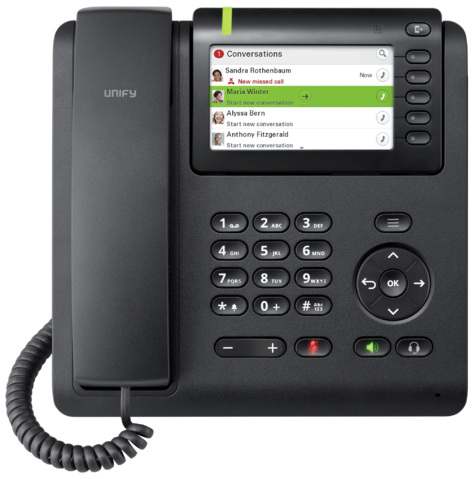 UNIFY
1 Conversations
Sandra Rothenbaum
Now
New missed call
Maria Winter
Start new conversation
Alyssa Bern
Start new conversation
Anthony Fitzgerald
Start new conversation
1 2 ABC 3 DEF
4 GHI 5 JKL 6 MNO
7 PQRS 8 TUV 9 WXYZ
* 0 + # Abc 123
OK
− +